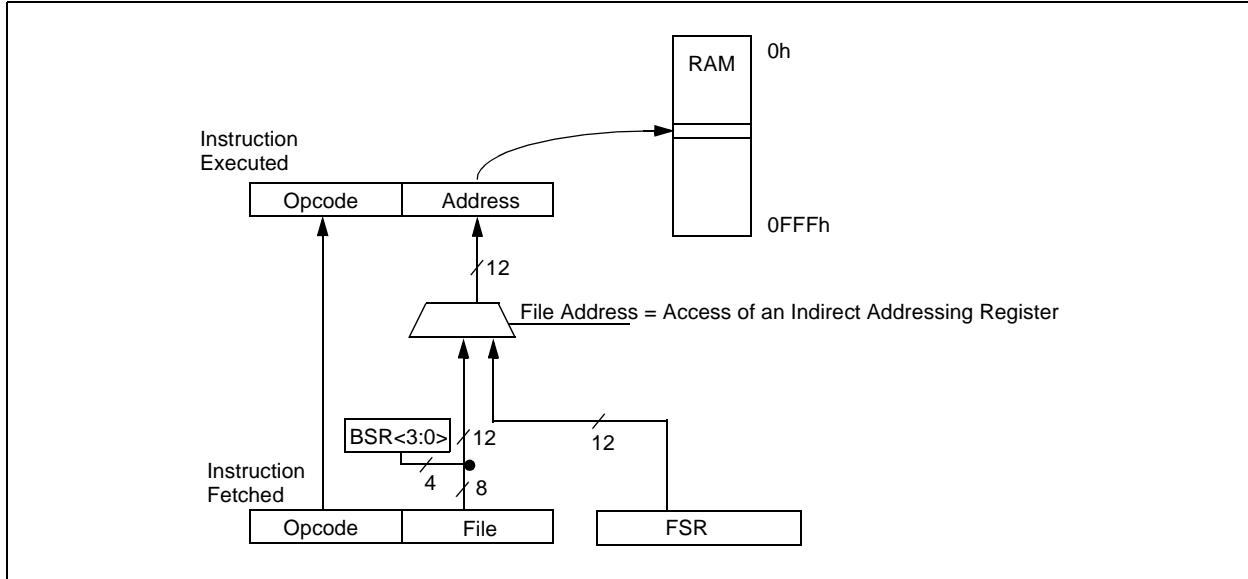 RAM
0h
Instruction
Executed
Opcode
Address
0FFFh
12
File Address = Access of an Indirect Addressing Register
BSR<3:0>
12
12
4
8
Instruction
Fetched
Opcode
File
FSR